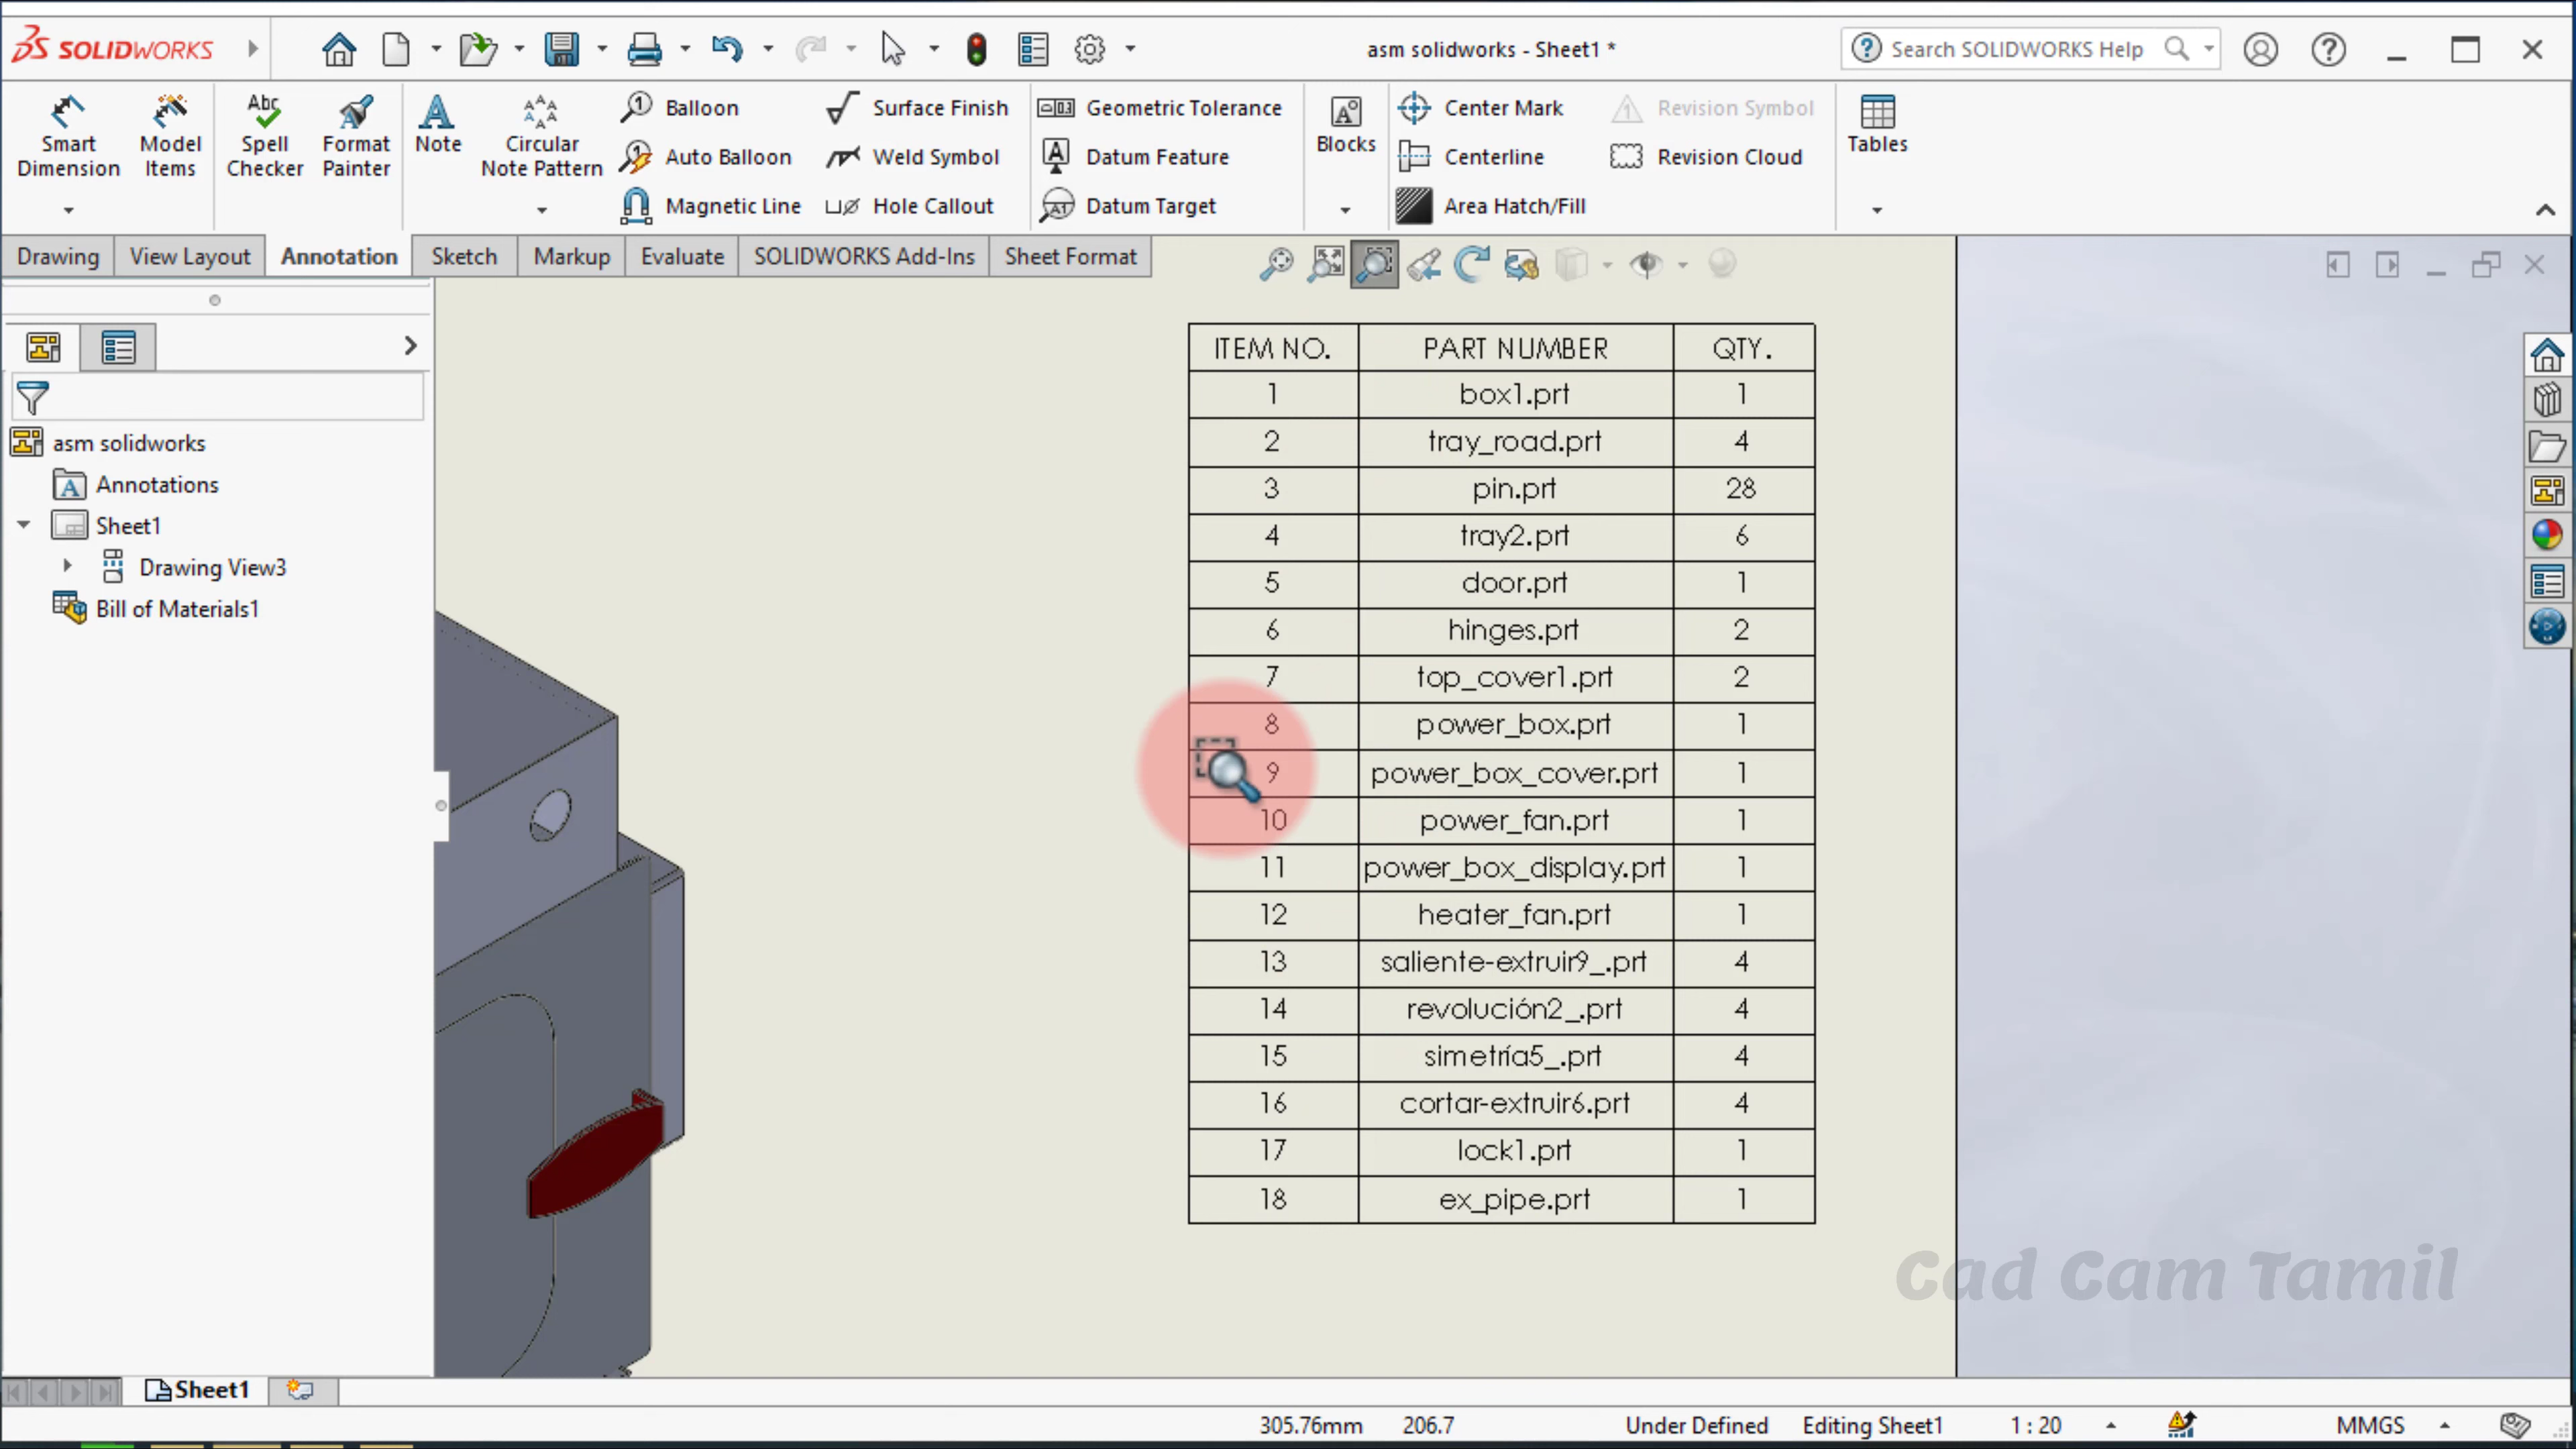 SOLIDWORKS
asm solidworks - Sheet1 *
Search SOLIDWORKS Help
Smart Dimension
Model Items
Spell Checker
Format Painter
Note
Circular Note Pattern
Balloon
Auto Balloon
Magnetic Line
Surface Finish
Weld Symbol
Hole Callout
Geometric Tolerance
Datum Feature
Datum Target
Blocks
Center Mark
Centerline
Area Hatch/Fill
Revision Symbol
Revision Cloud
Tables
Drawing View Layout Annotation Sketch Markup Evaluate SOLIDWORKS Add-Ins Sheet Format
asm solidworks
Annotations
Sheet1
Drawing View3
Bill of Materials1
ITEM NO. PART NUMBER QTY.
1 box1.prt 1
2 tray_road.prt 4
3 pin.prt 28
4 tray2.prt 6
5 door.prt 1
6 hinges.prt 2
7 top_cover1.prt 2
8 power_box.prt 1
9 power_box_cover.prt 1
10 power_fan.prt 1
11 power_box_display.prt 1
12 heater_fan.prt 1
13 saliente-extruir9_.prt 4
14 revolución2_.prt 4
15 simetría5_.prt 4
16 cortar-extruir6.prt 4
17 lock1.prt 1
18 ex_pipe.prt 1
Cad Cam Tamil
Sheet1
305.76mm 206.7 Under Defined Editing Sheet1 1 : 20 MMGS